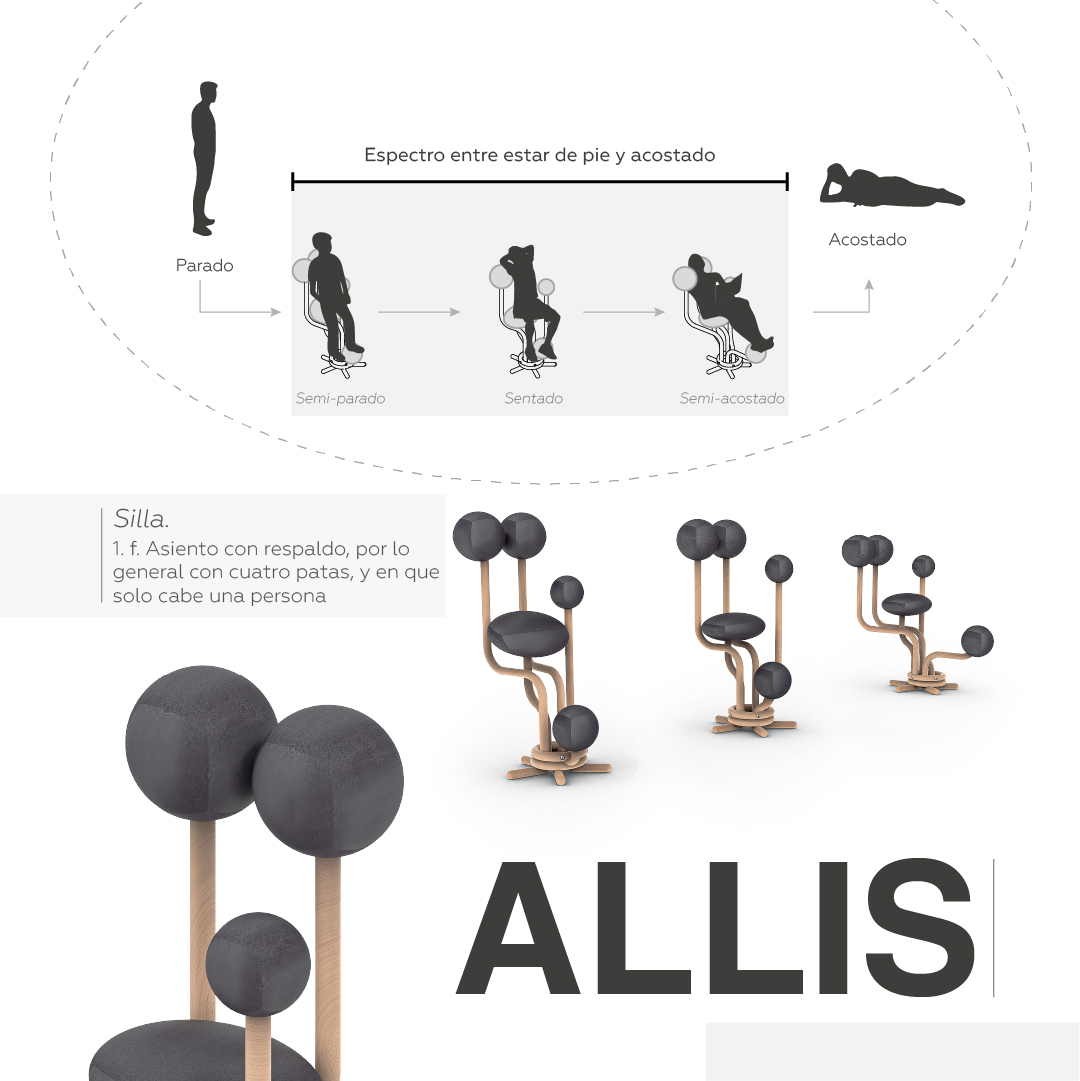 Espectro entre estar de pie y acostado
Parado
Acostado
Semi-parado
Sentado
Semi-acostado
Silla.
1. f. Asiento con respaldo, por lo
general con cuatro patas, y en que
solo cabe una persona
ALLIS